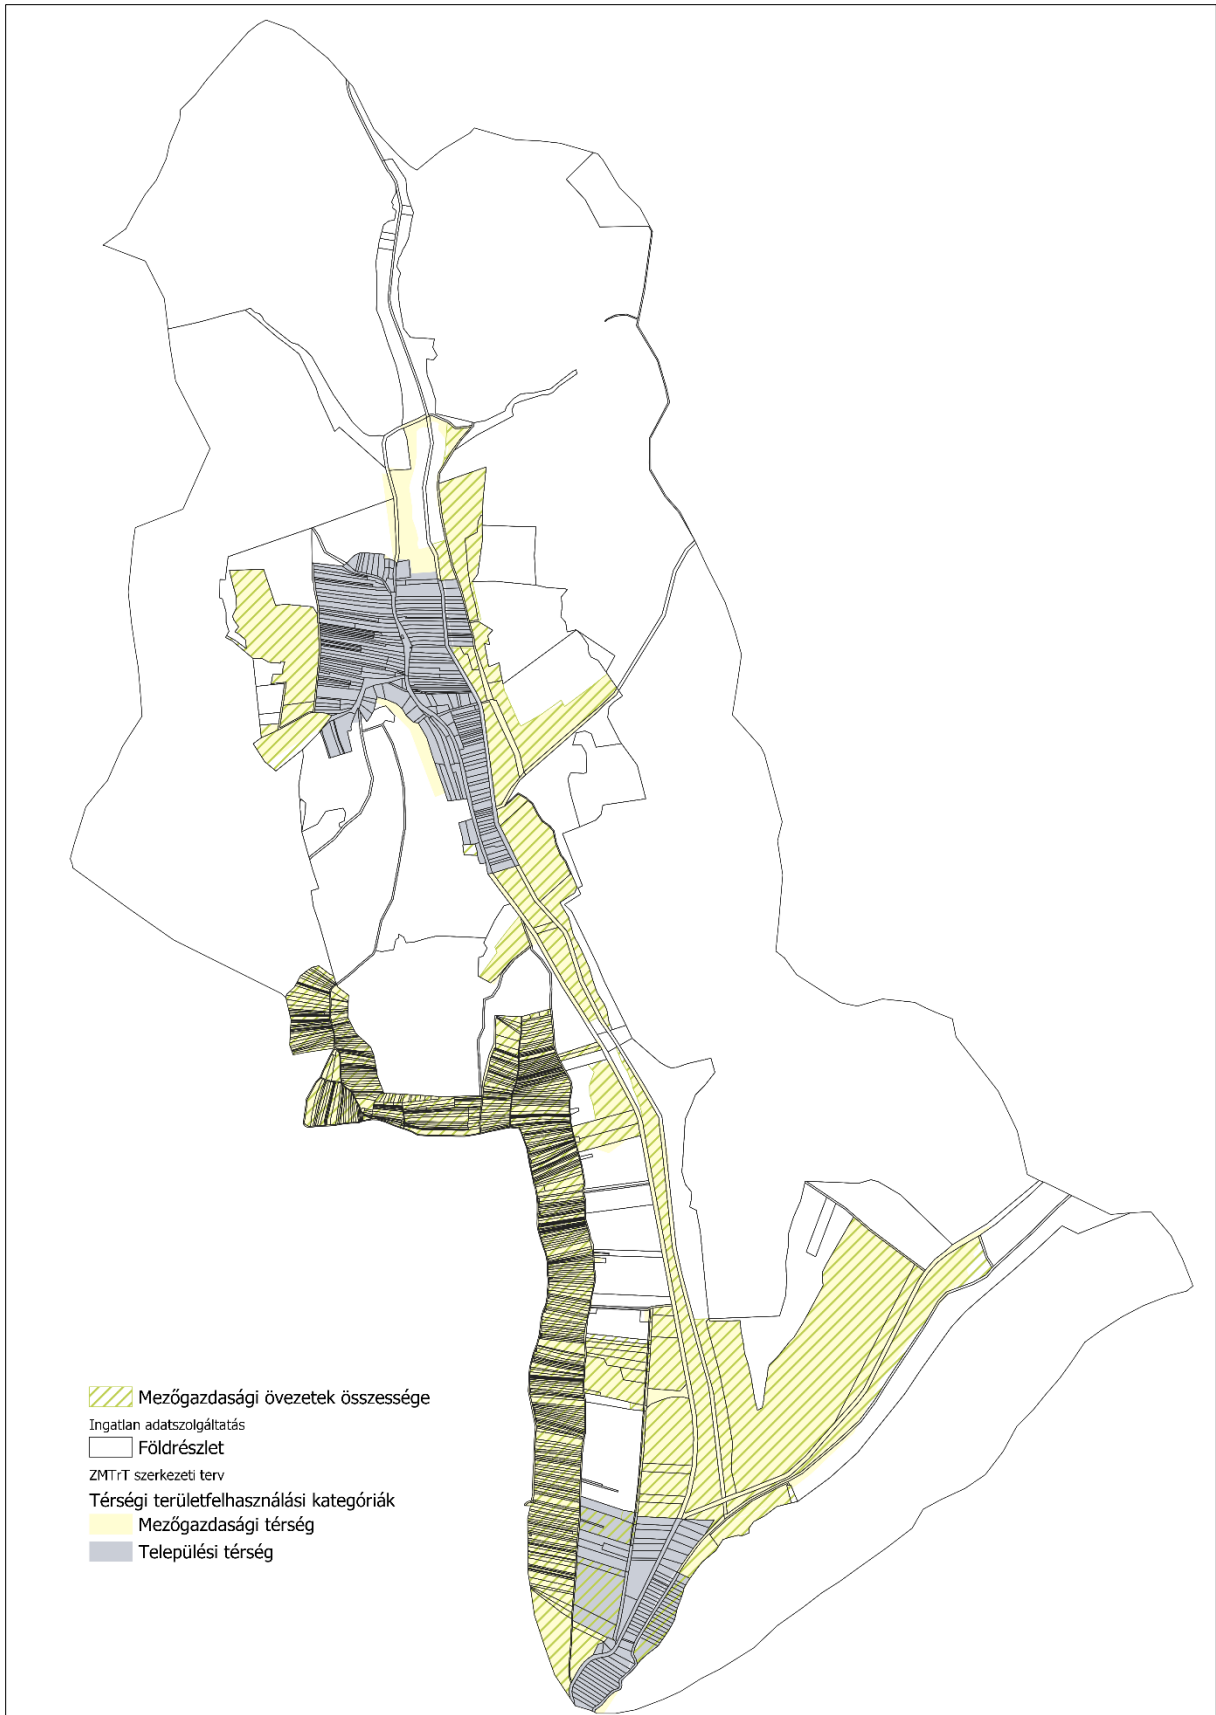 Mezőgazdasági övezetek összessége
Ingatlan adatszolgáltatás
Földrészlet
ZMTrT szerkezeti terv
Térségi területfelhasználási kategóriák
Mezőgazdasági térség
Települési térség